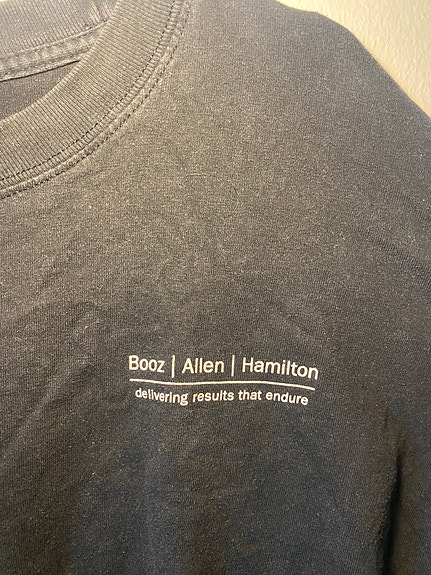 Booz | Allen | Hamilton
delivering results that endure